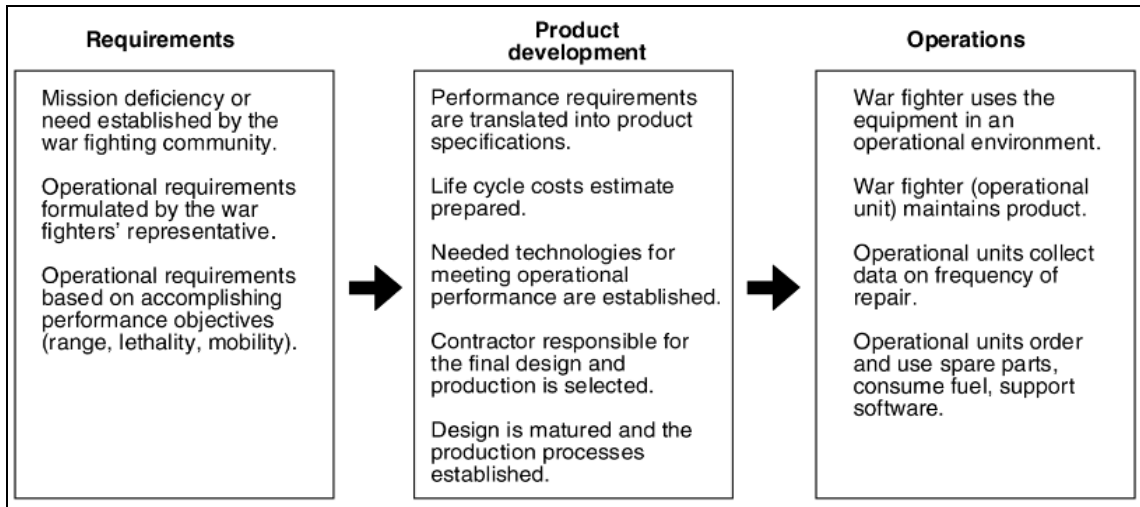 Requirements
Mission deficiency or
need established by the
war fighting community.
Operational requirements
formulated by the war
fighters' representative.
Operational requirements
based on accomplishing
performance objectives
(range, lethality, mobility).
Product
development
Performance requirements
are translated into product
specifications.
Life cycle costs estimate
prepared.
Needed technologies for
meeting operational
performance are established.
Contractor responsible for
the final design and
production is selected.
Design is matured and the
production processes
established.
Operations
War fighter uses the
equipment in an
operational environment.
War fighter (operational
unit) maintains product.
Operational units collect
data on frequency of
repair.
Operational units order
and use spare parts,
consume fuel, support
software.